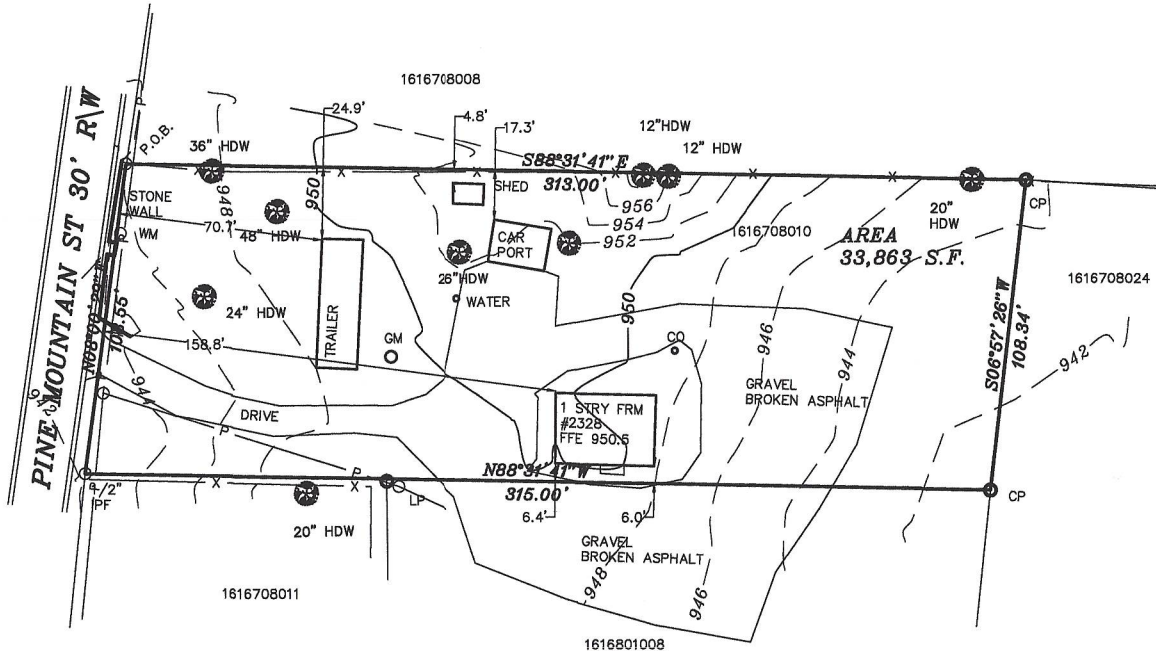 1616708008
24.9'
4.8'
17.3'
12"HDW
12" HDW
P.O.B.
36" HDW
S88°31'41"E
313.00'
PINE MOUNTAIN ST 30' R\W
STONE
WALL
WM
948
950
SHED
956
954
952
20"
HDW
CP
70.1'
48" HDW
CAR
PORT
1616708010
AREA
33,863 S.F.
26"HDW
1616708024
WATER
24" HDW
TRAILER
GM
158.8'
950
CO
946
944
S06°57'26"W
108.34'
942
DRIVE
P
P
1 STRY FRM
#2328
FFE 950.5
GRAVEL
BROKEN ASPHALT
N88°31'41"W
315.00'
LP
CP
20" HDW
6.4'
6.0'
GRAVEL
BROKEN ASPHALT
948
946
1616708011
1616801008